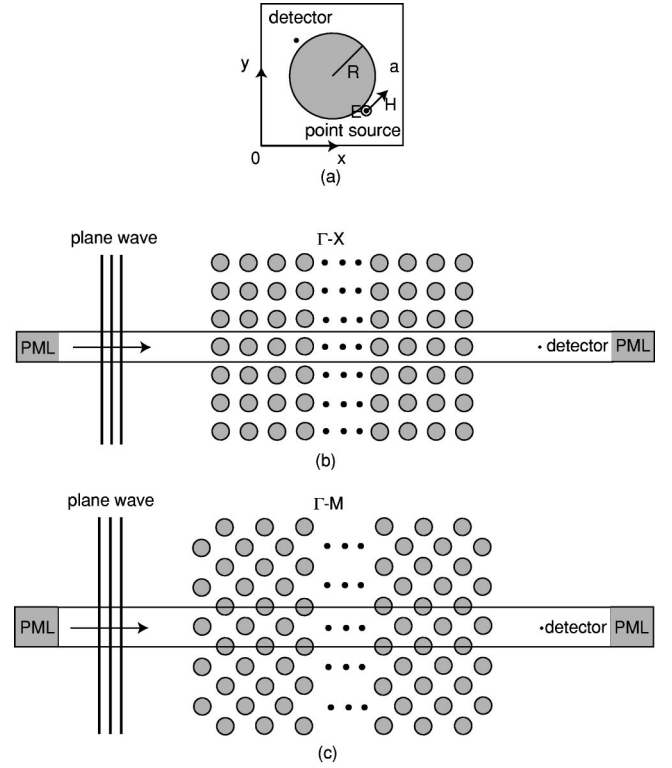 detector
y
R
a
E
H
point source
0
x
(a)
plane wave
Γ-X
PML
detector
PML
(b)
plane wave
Γ-M
PML
detector
PML
(c)